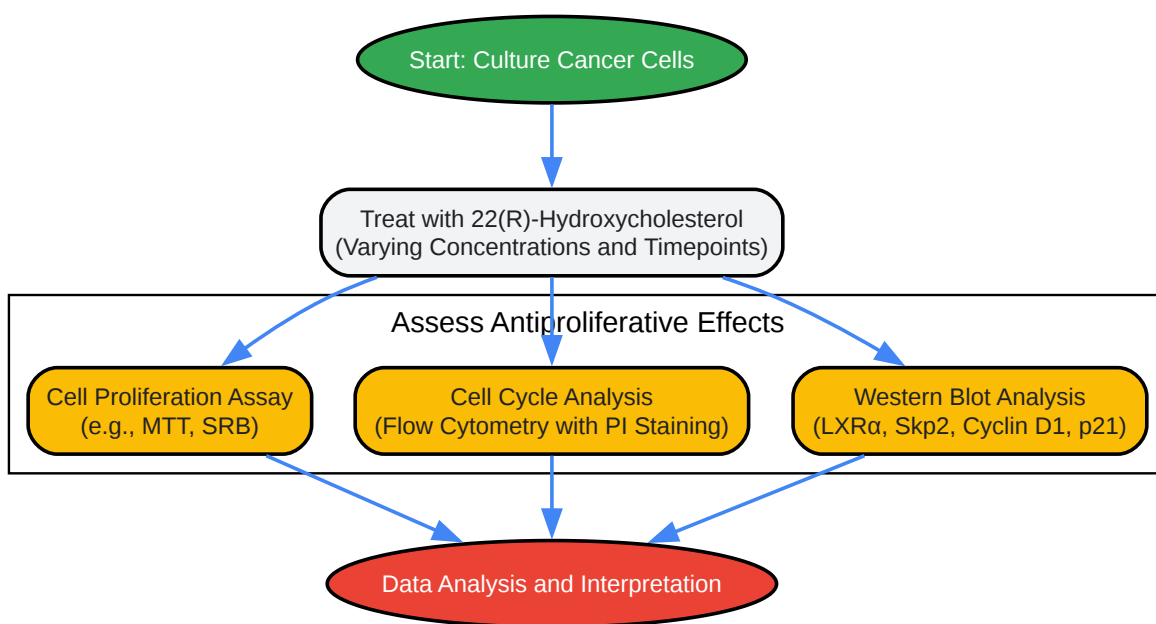 Start: Culture Cancer Cells
Treat with 22(R)-Hydroxycholesterol
(Varying Concentrations and Timepoints)
Assess Antiproliferative Effects
Cell Proliferation Assay
(e.g., MTT, SRB)
Cell Cycle Analysis
(Flow Cytometry with PI Staining)
Western Blot Analysis
(LXRα, Skp2, Cyclin D1, p21)
Data Analysis and Interpretation